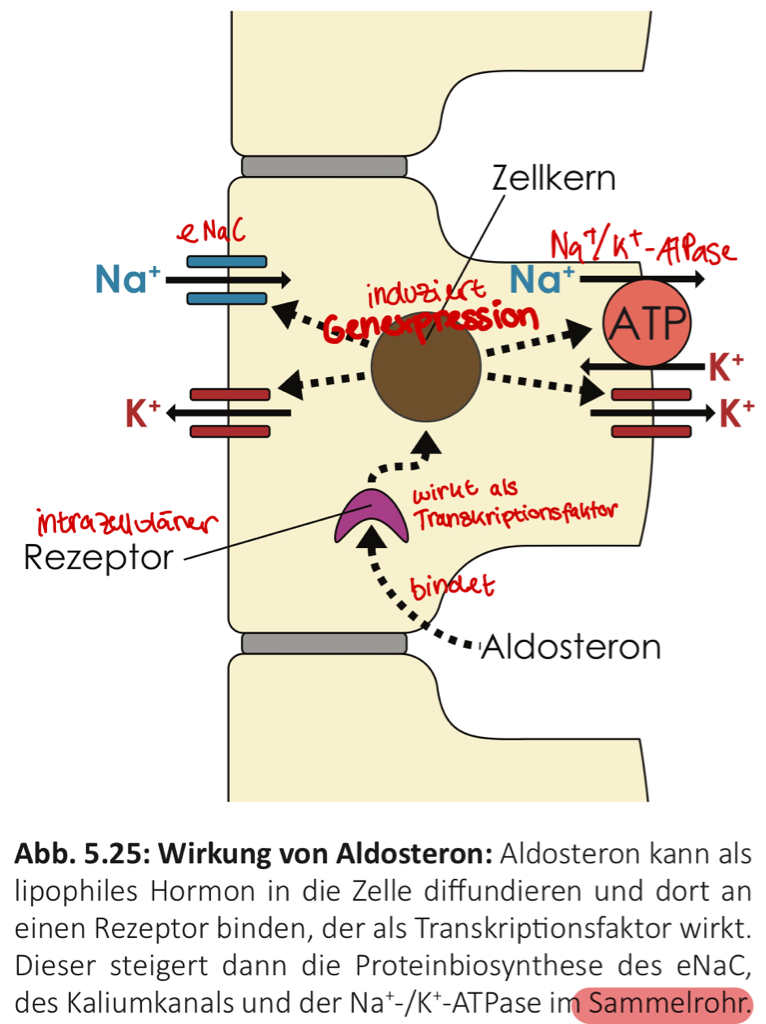 Zellkern
eNaC
Na⁺/K⁺-ATPase
Na⁺
Na⁺
induziert
Genexpression
ATP
K⁺
K⁺
K⁺
wirkt als
Transkriptionsfaktor
intrazellulärer
Rezeptor
bindet
Aldosteron
Abb. 5.25: Wirkung von Aldosteron: Aldosteron kann als
lipophiles Hormon in die Zelle diffundieren und dort an
einen Rezeptor binden, der als Transkriptionsfaktor wirkt.
Dieser steigert dann die Proteinbiosynthese des eNaC,
des Kaliumkanals und der Na⁺-/K⁺-ATPase im Sammelrohr.